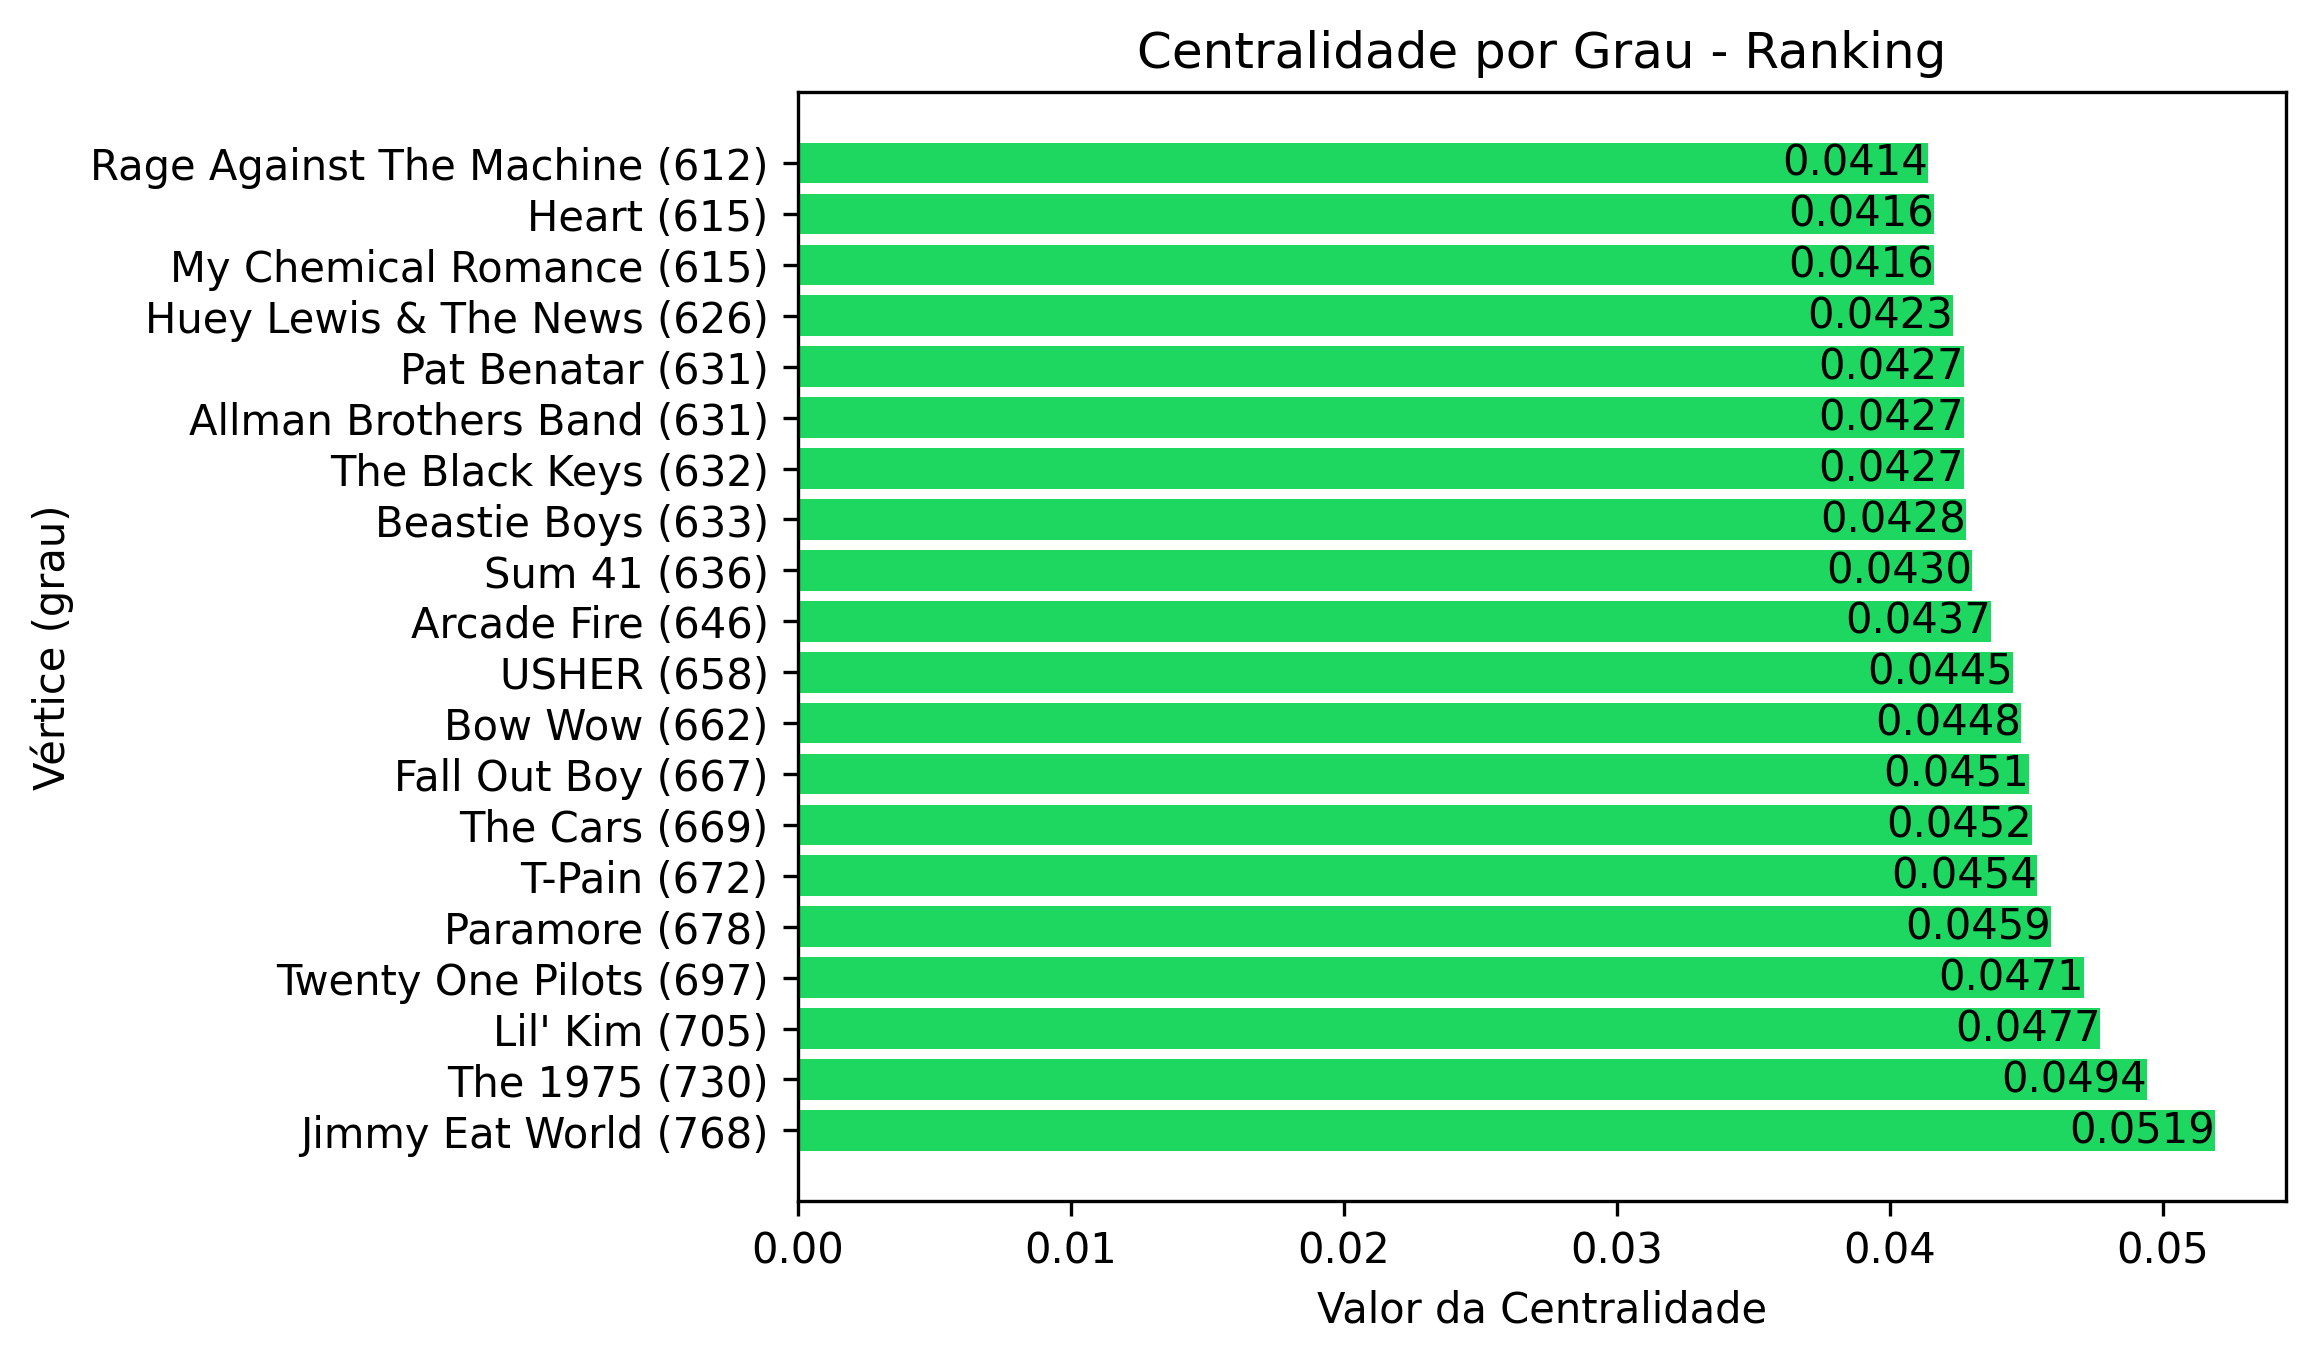 Centralidade por Grau - Ranking
Vértice (grau)
Rage Against The Machine (612) 0.0414
Heart (615) 0.0416
My Chemical Romance (615) 0.0416
Huey Lewis & The News (626) 0.0423
Pat Benatar (631) 0.0427
Allman Brothers Band (631) 0.0427
The Black Keys (632) 0.0427
Beastie Boys (633) 0.0428
Sum 41 (636) 0.0430
Arcade Fire (646) 0.0437
USHER (658) 0.0445
Bow Wow (662) 0.0448
Fall Out Boy (667) 0.0451
The Cars (669) 0.0452
T-Pain (672) 0.0454
Paramore (678) 0.0459
Twenty One Pilots (697) 0.0471
Lil' Kim (705) 0.0477
The 1975 (730) 0.0494
Jimmy Eat World (768) 0.0519
0.00 0.01 0.02 0.03 0.04 0.05
Valor da Centralidade